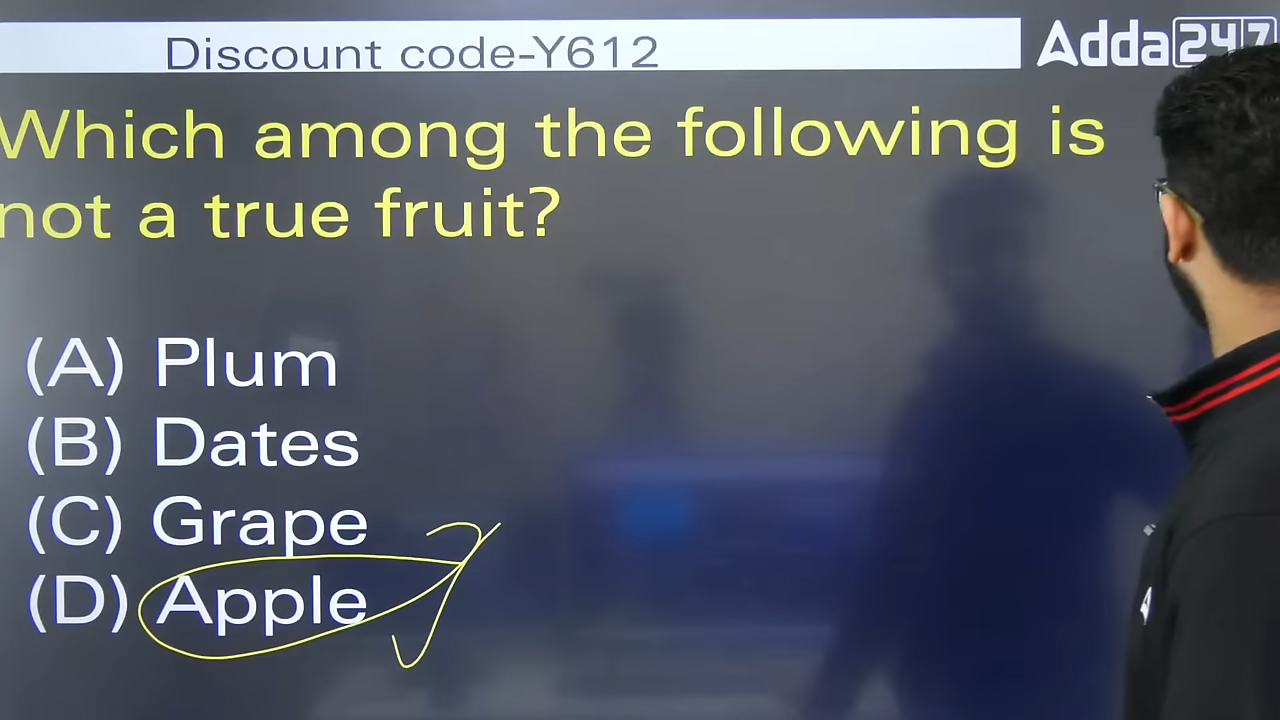 Discount code-Y612
Adda247
Which among the following is
not a true fruit?
(A) Plum
(B) Dates
(C) Grape
(D) Apple